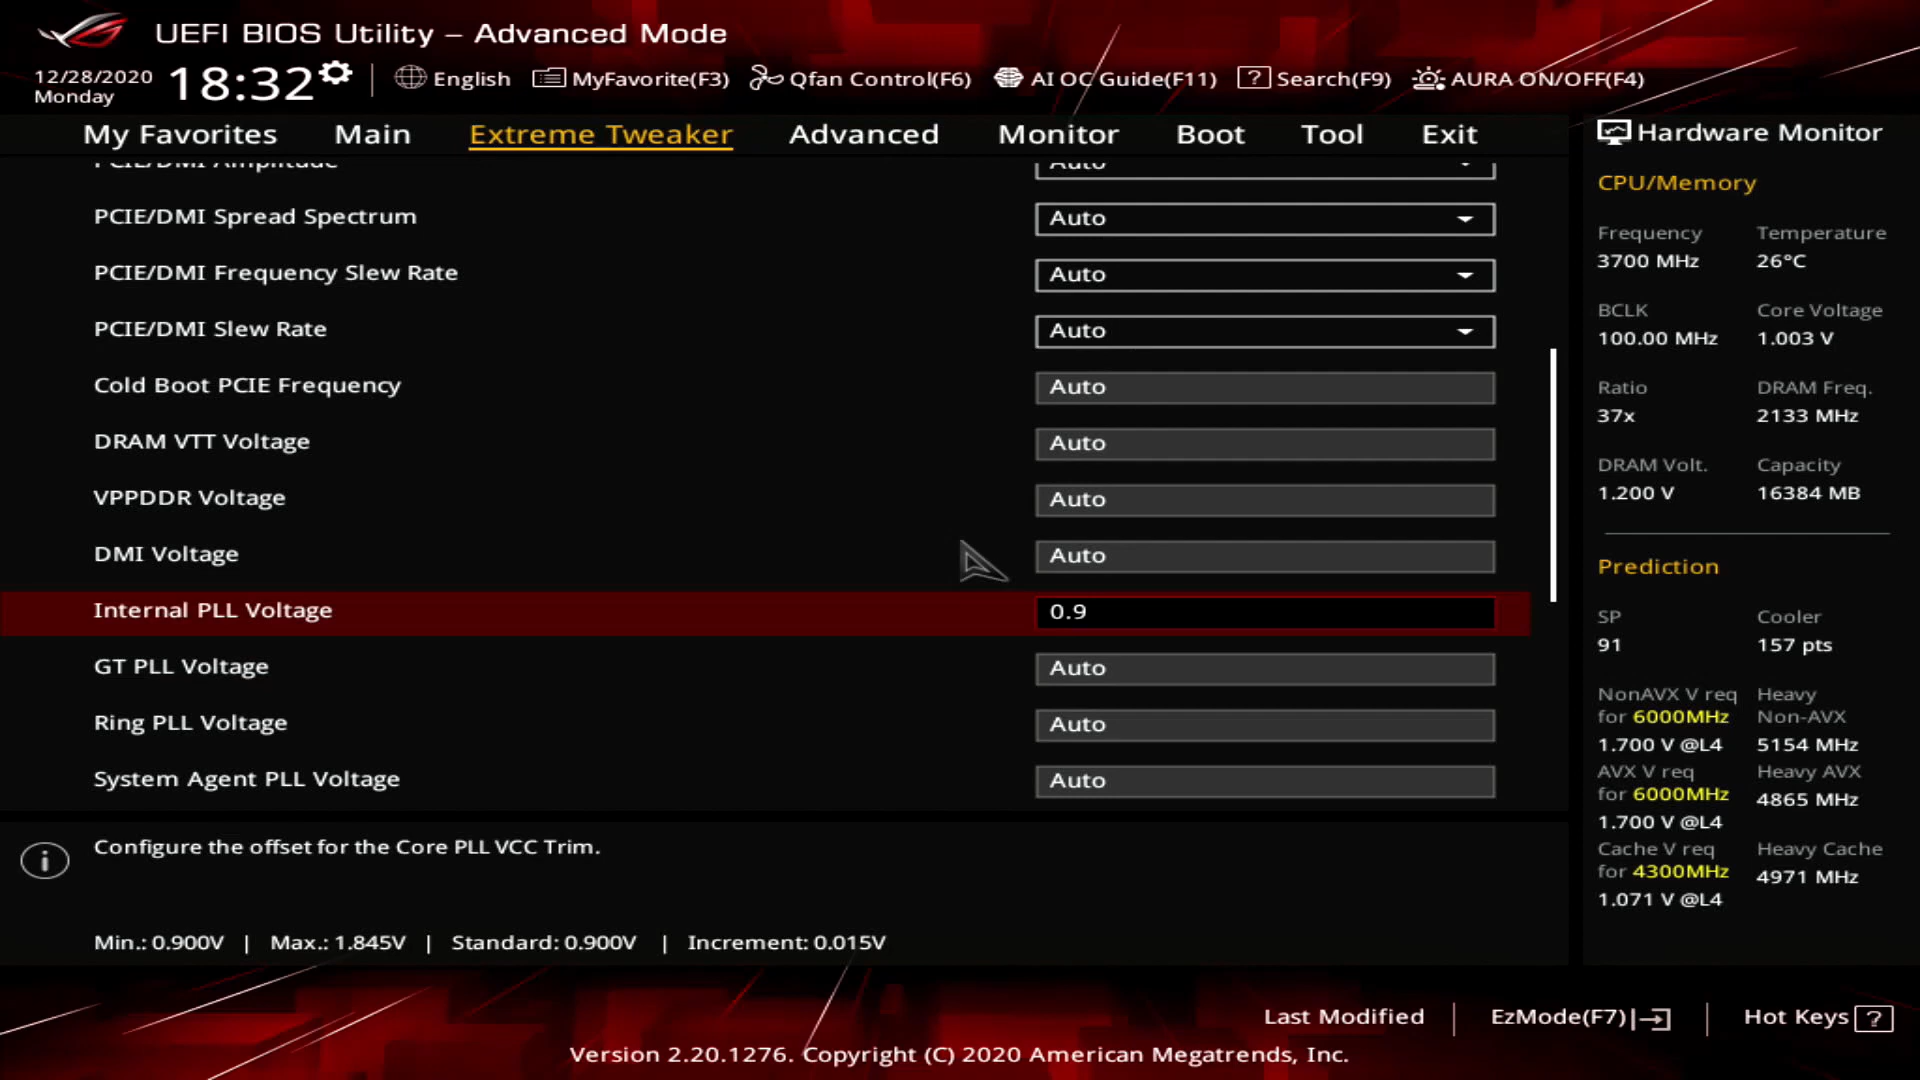 UEFI BIOS Utility – Advanced Mode
12/28/2020
Monday
18:32
English
MyFavorite(F3)
Qfan Control(F6)
AI OC Guide(F11)
? Search(F9)
AURA ON/OFF(F4)
My Favorites
Main
Extreme Tweaker
Advanced
Monitor
Boot
Tool
Exit
PCIE/DMI Amplitude Auto
PCIE/DMI Spread Spectrum Auto
PCIE/DMI Frequency Slew Rate Auto
PCIE/DMI Slew Rate Auto
Cold Boot PCIE Frequency Auto
DRAM VTT Voltage Auto
VPPDDR Voltage Auto
DMI Voltage Auto
Internal PLL Voltage 0.9
GT PLL Voltage Auto
Ring PLL Voltage Auto
System Agent PLL Voltage Auto
i Configure the offset for the Core PLL VCC Trim.
Min.: 0.900V | Max.: 1.845V | Standard: 0.900V | Increment: 0.015V
Hardware Monitor
CPU/Memory
Frequency Temperature
3700 MHz 26°C
BCLK Core Voltage
100.00 MHz 1.003 V
Ratio DRAM Freq.
37x 2133 MHz
DRAM Volt. Capacity
1.200 V 16384 MB
Prediction
SP Cooler
91 157 pts
NonAVX V req Heavy
for 6000MHz Non-AVX
1.700 V @L4 5154 MHz
AVX V req Heavy AVX
for 6000MHz 4865 MHz
1.700 V @L4
Cache V req Heavy Cache
for 4300MHz 4971 MHz
1.071 V @L4
Last Modified
EzMode(F7)
Hot Keys ?
Version 2.20.1276. Copyright (C) 2020 American Megatrends, Inc.